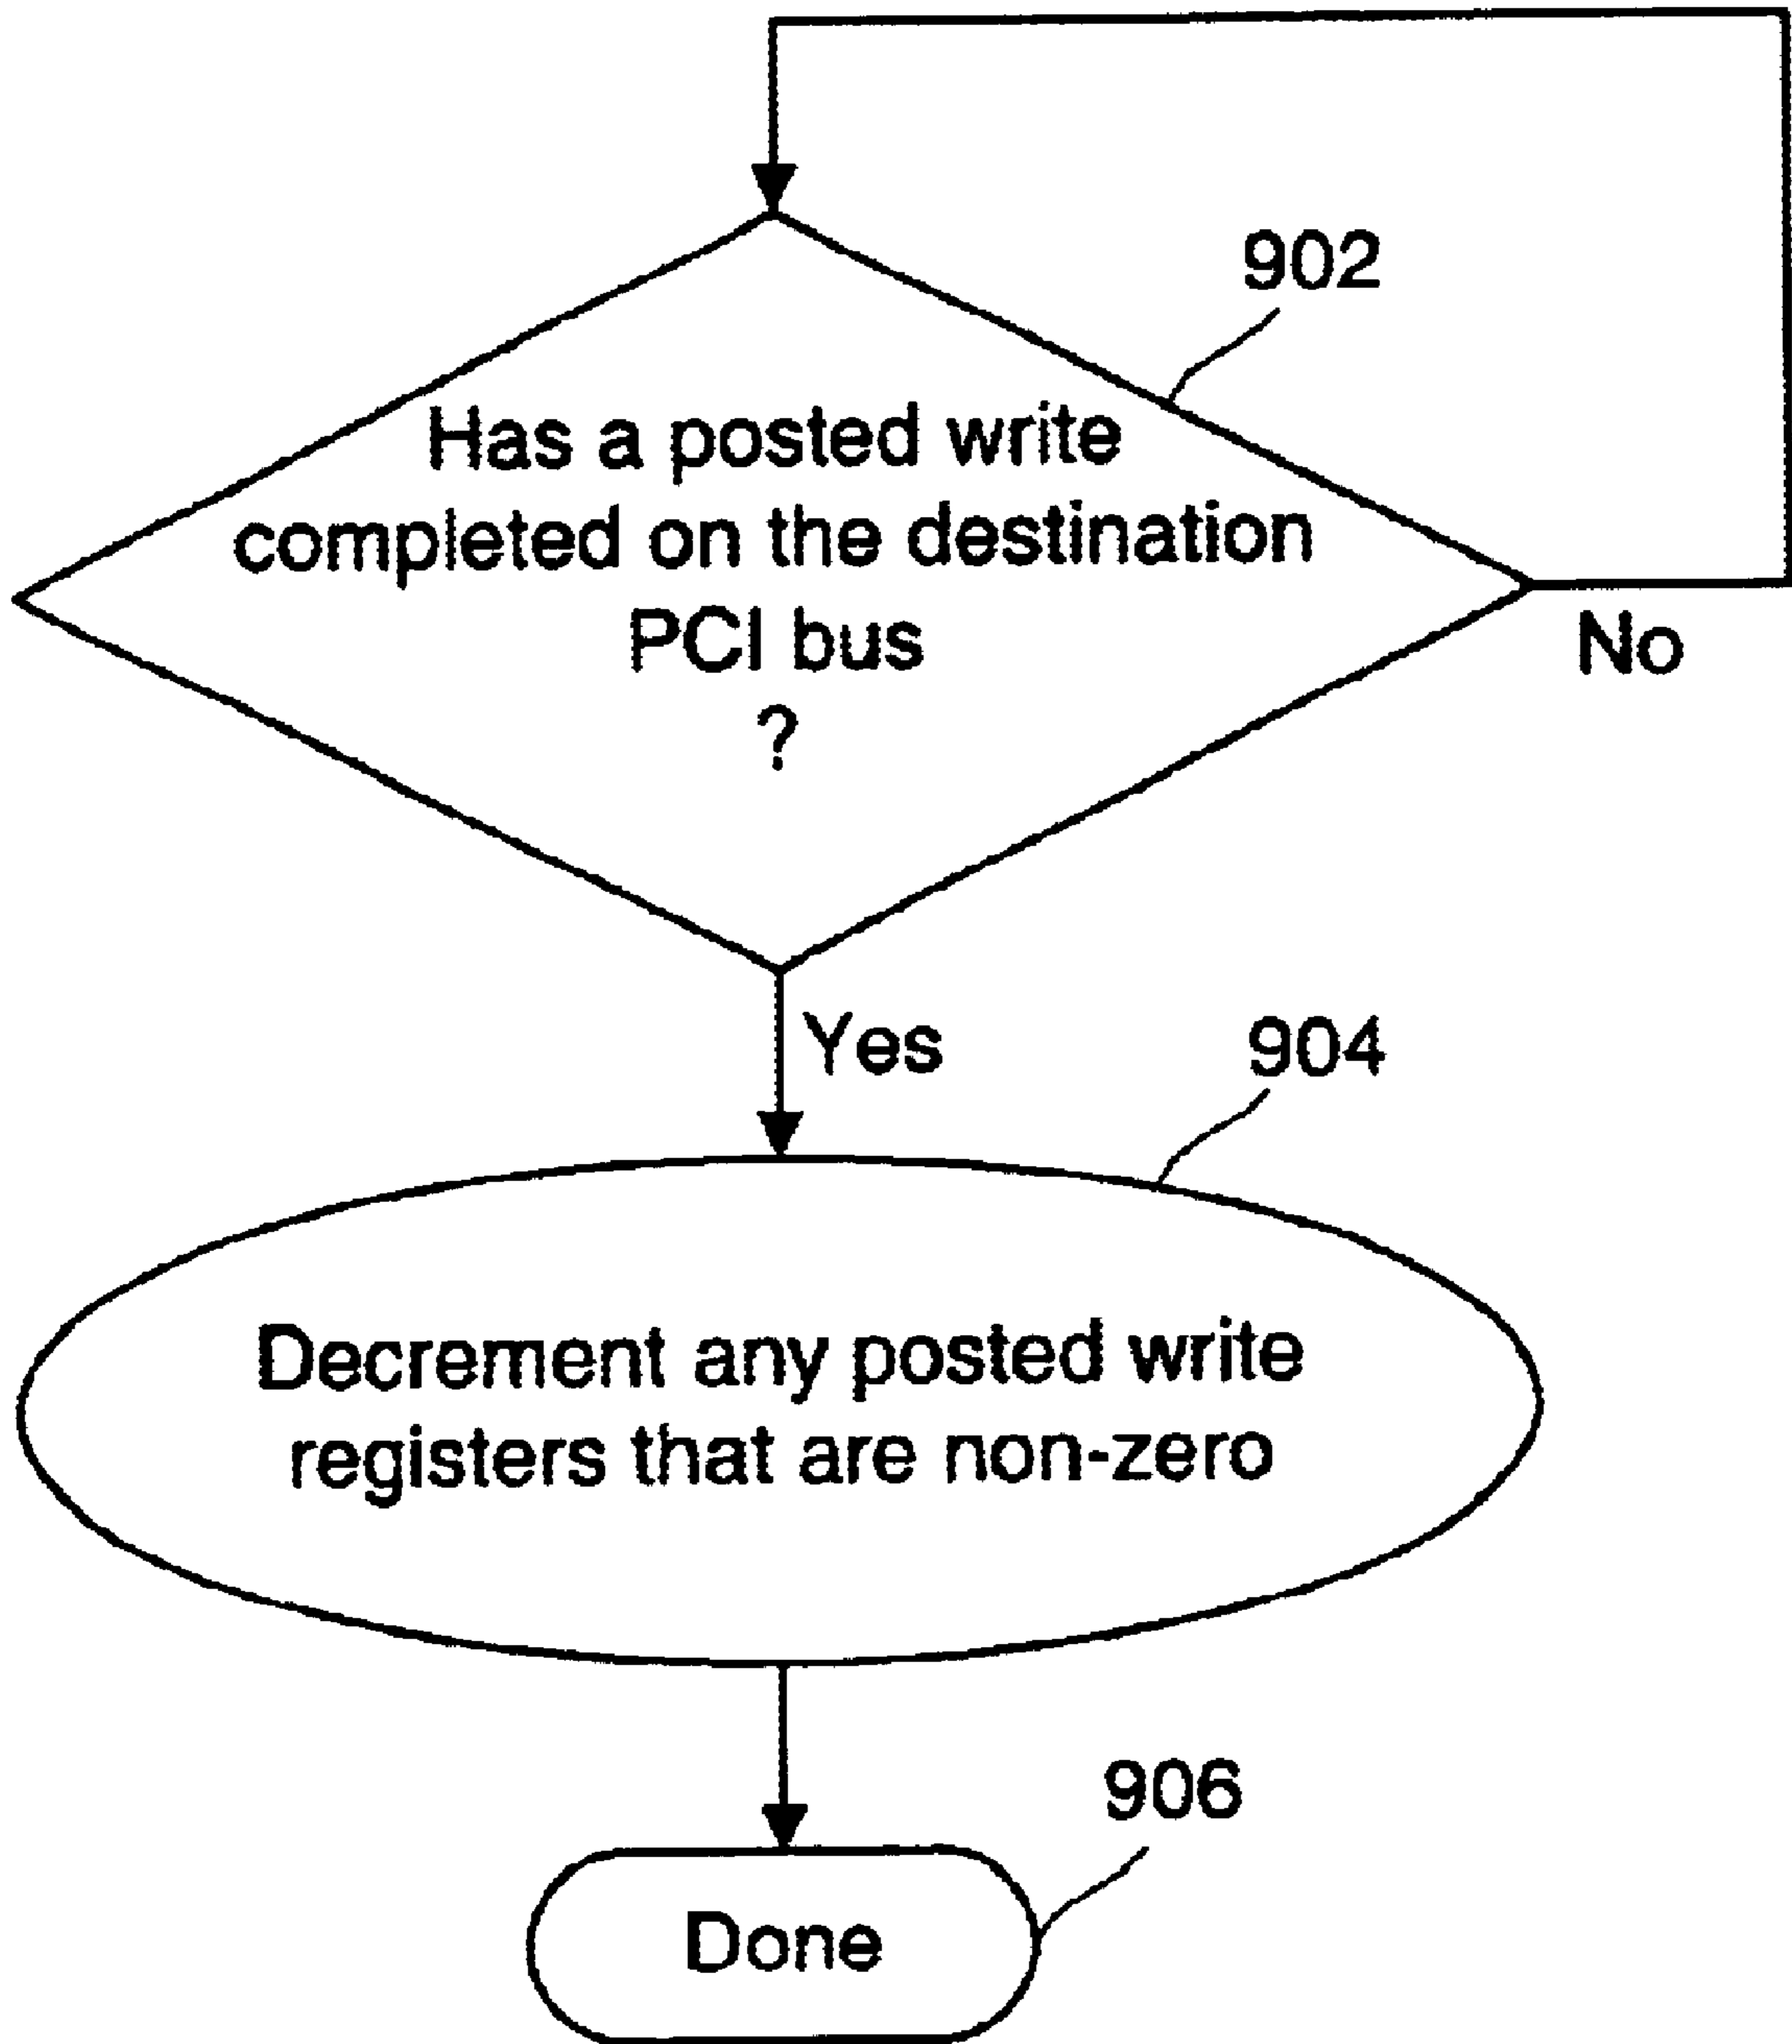 902
Has a posted write
completed on the destination
PCI bus
?
No
Yes
904
Decrement any posted write
registers that are non-zero
906
Done